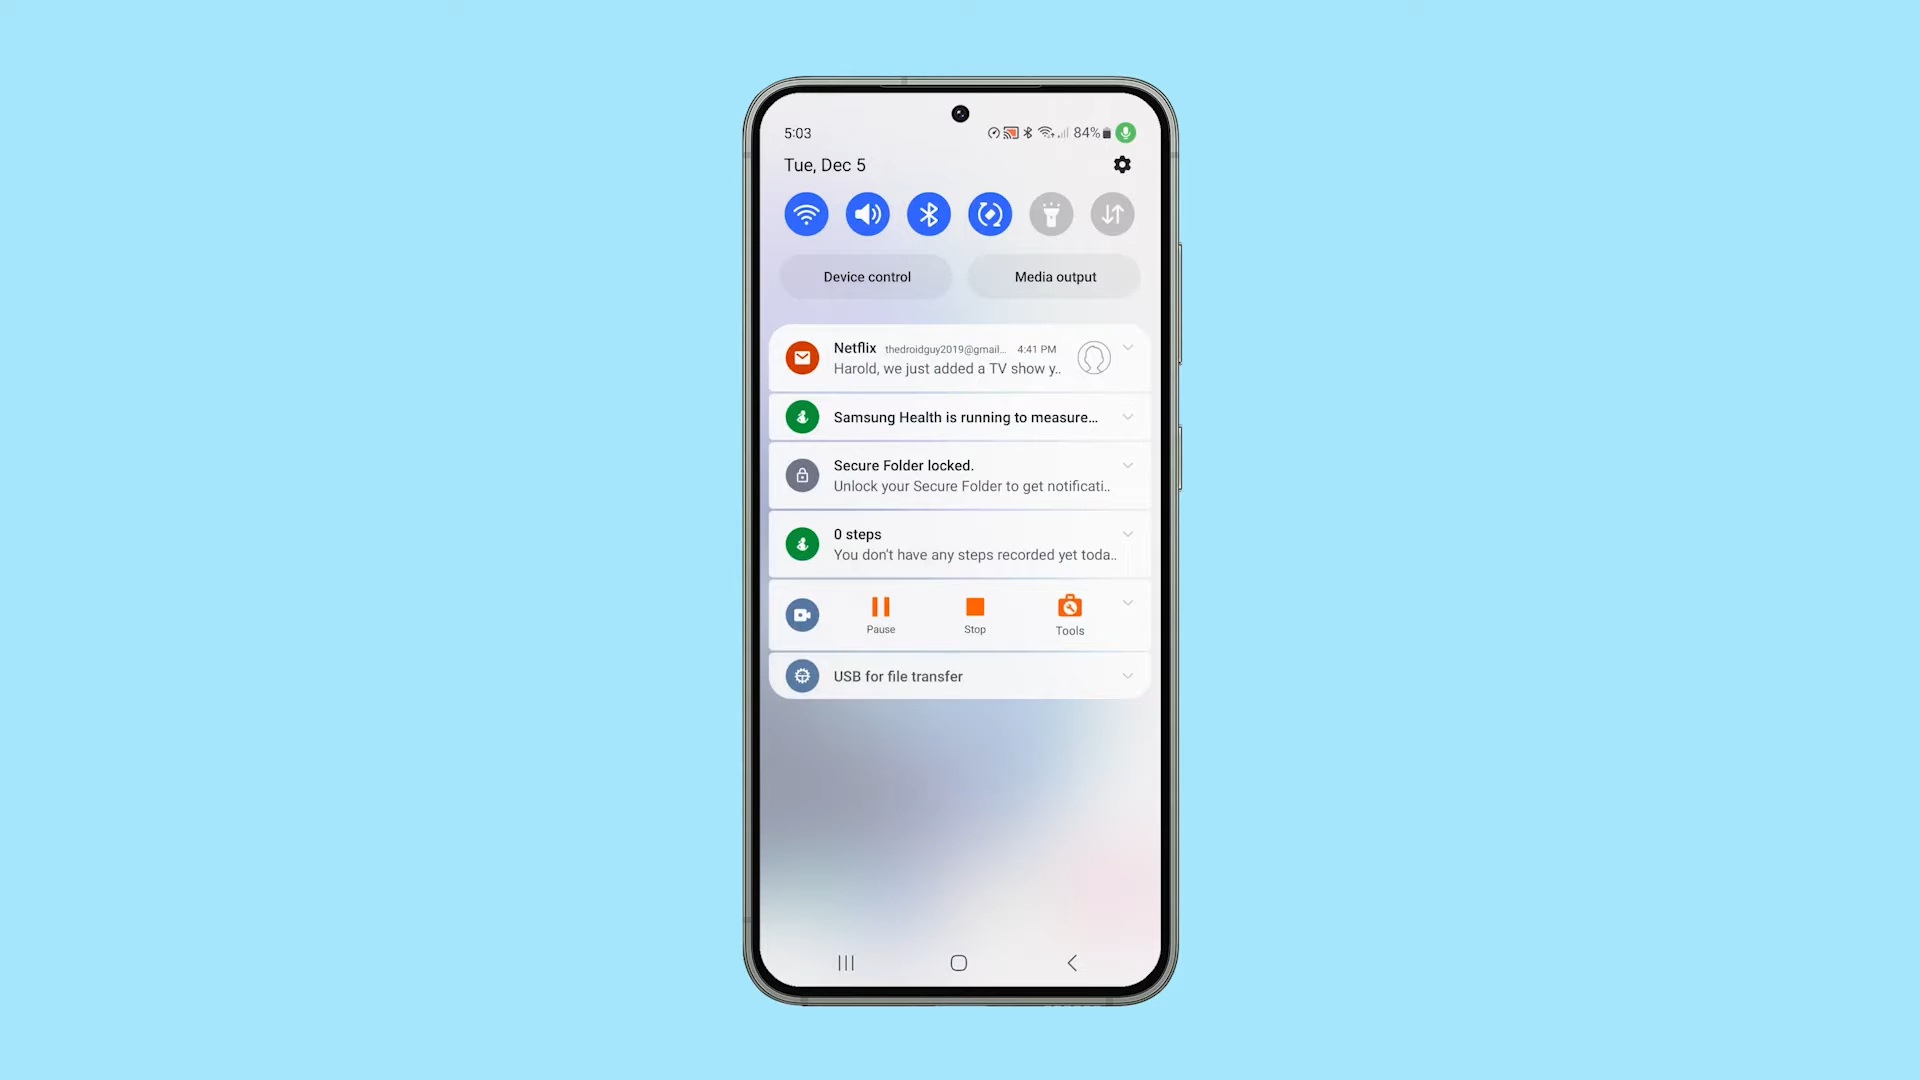 5:03
84%
Tue, Dec 5
Device control
Media output
Netflix thedroidguy2019@gmail... 4:41 PM
Harold, we just added a TV show y..
Samsung Health is running to measure...
Secure Folder locked.
Unlock your Secure Folder to get notificati..
0 steps
You don't have any steps recorded yet toda..
Pause
Stop
Tools
USB for file transfer